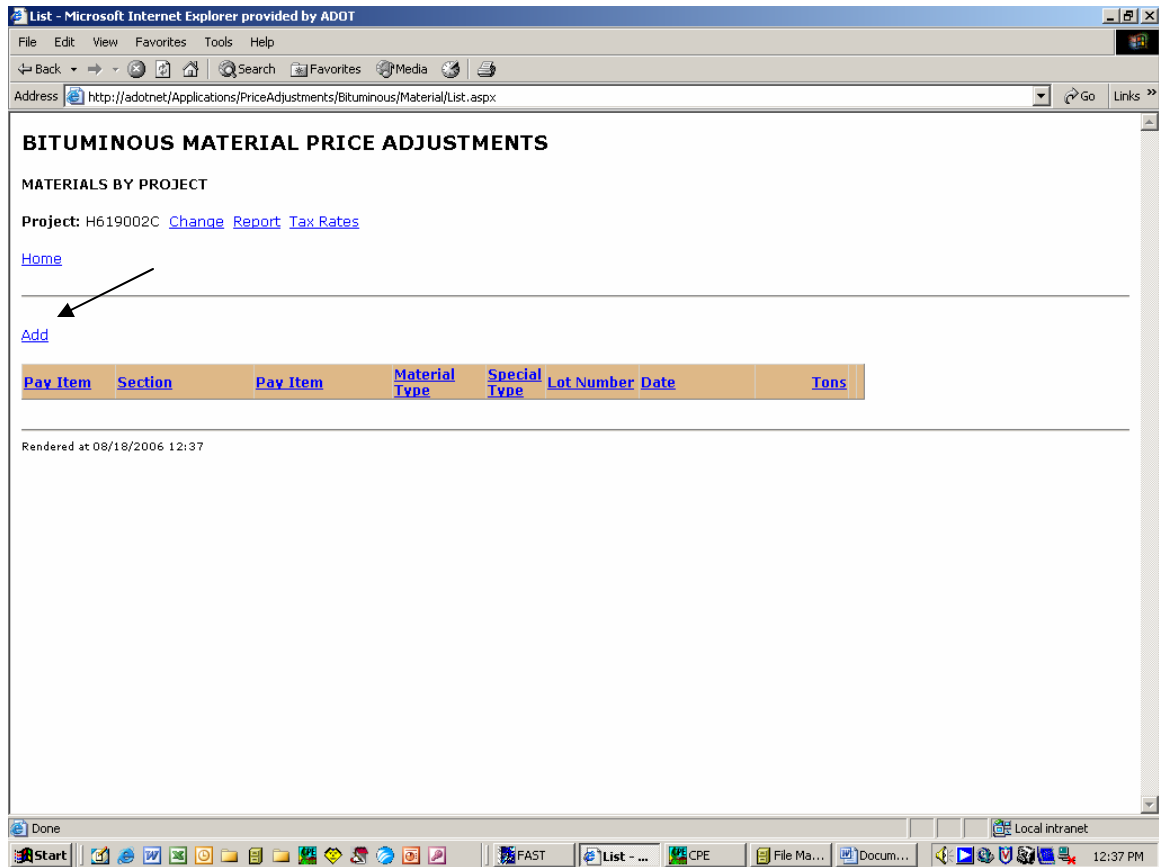 List - Microsoft Internet Explorer provided by ADOT
File Edit View Favorites Tools Help
Back Search Favorites Media
Address http://adotnet/Applications/PriceAdjustments/Bituminous/Material/List.aspx Go Links »
BITUMINOUS MATERIAL PRICE ADJUSTMENTS
MATERIALS BY PROJECT
Project: H619002C Change Report Tax Rates
Home
Add
Pay Item Section Pay Item Material Type Special Type Lot Number Date Tons
Rendered at 08/18/2006 12:37
Done Local intranet
Start FAST List - ... CPE File Ma... Docum... 12:37 PM